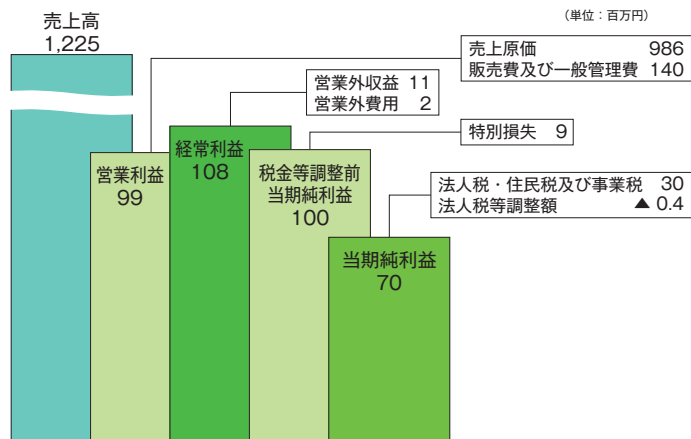 (単位：百万円)
売上高
1,225
売上原価 986
販売費及び一般管理費 140
営業外収益 11
営業外費用 2
特別損失 9
営業利益
99
経常利益
108
税金等調整前
当期純利益
100
法人税・住民税及び事業税 30
法人税等調整額 ▲ 0.4
当期純利益
70